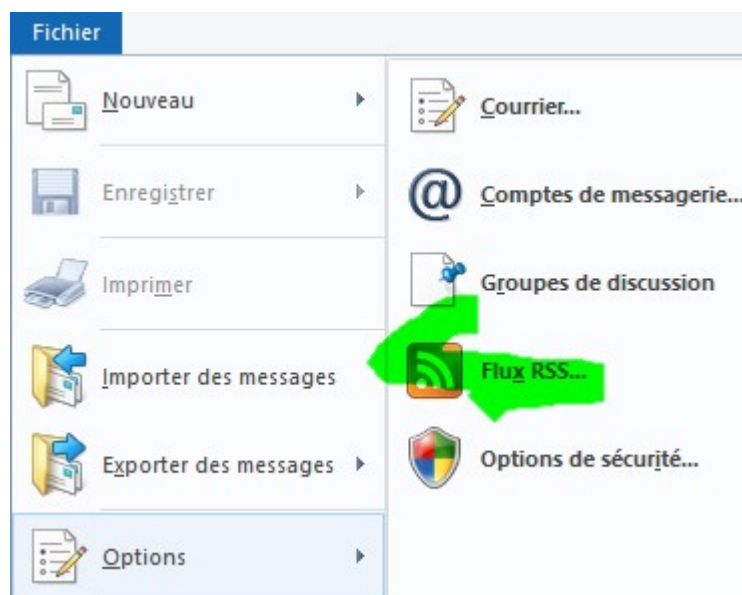 Fichier
Nouveau
Enregistrer
Imprimer
Importer des messages
Exporter des messages
Options
Courrier...
Comptes de messagerie...
Groupes de discussion
Flux RSS...
Options de sécurité...